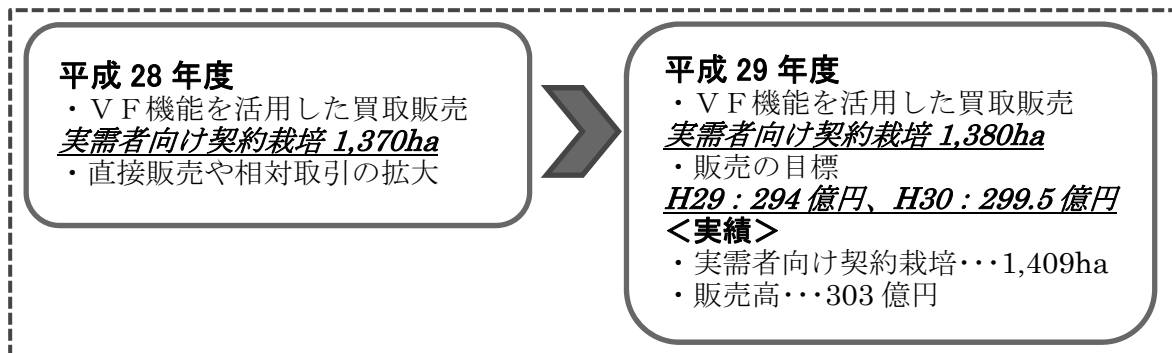 平成 28 年度
・ＶＦ機能を活用した買取販売
実需者向け契約栽培 1,370ha
・直接販売や相対取引の拡大
平成 29 年度
・ＶＦ機能を活用した買取販売
実需者向け契約栽培 1,380ha
・販売の目標
H29：294 億円、H30：299.5 億円
＜実績＞
・実需者向け契約栽培･･･1,409ha
・販売高･･･303 億円